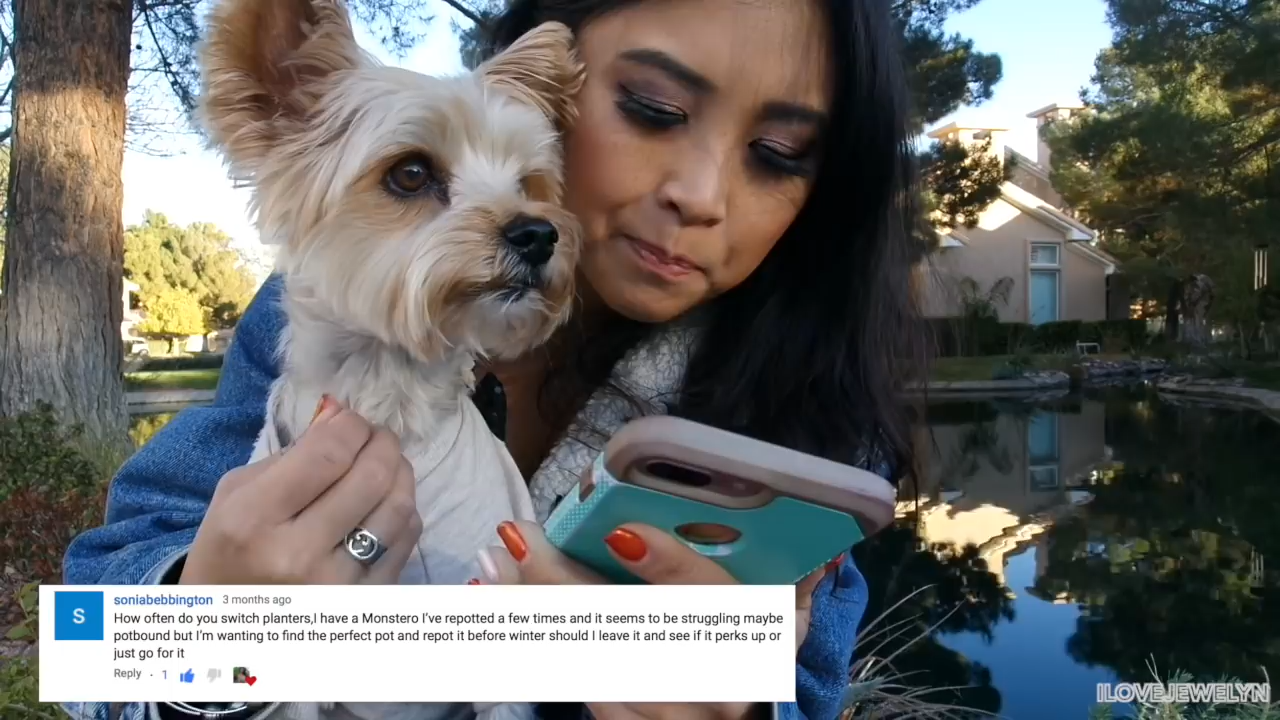 S
soniabebbington 3 months ago
How often do you switch planters,I have a Monstero I've repotted a few times and it seems to be struggling maybe
potbound but I'm wanting to find the perfect pot and repot it before winter should I leave it and see if it perks up or
just go for it
Reply · 1
ILOVEJEWELYN